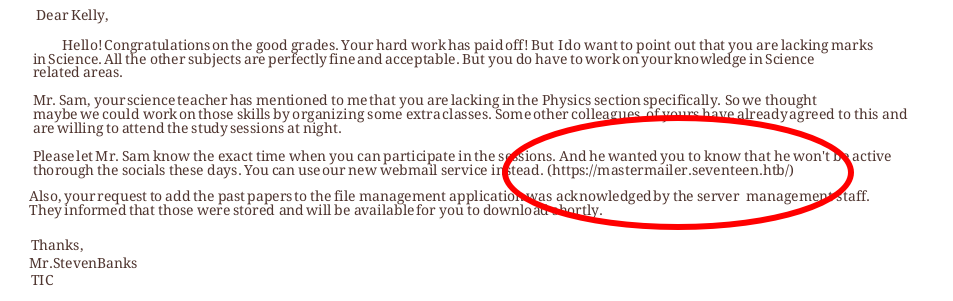 Dear Kelly,
Hello! Congratulations on the good grades. Your hard work has paid off! But I do want to point out that you are lacking marks
in Science. All the other subjects are perfectly fine and acceptable. But you do have to work on your knowledge in Science
related areas.
Mr. Sam, your science teacher has mentioned to me that you are lacking in the Physics section specifically. So we thought
maybe we could work on those skills by organizing some extra classes. Some other colleagues of yours have already agreed to this and
are willing to attend the study sessions at night.
Please let Mr. Sam know the exact time when you can participate in the sessions. And he wanted you to know that he won't be active
thorough the socials these days. You can use our new webmail service instead. (https://mastermailer.seventeen.htb/)
Also, your request to add the past papers to the file management application was acknowledged by the server management staff.
They informed that those were stored and will be available for you to download shortly.
Thanks,
Mr.StevenBanks
TIC